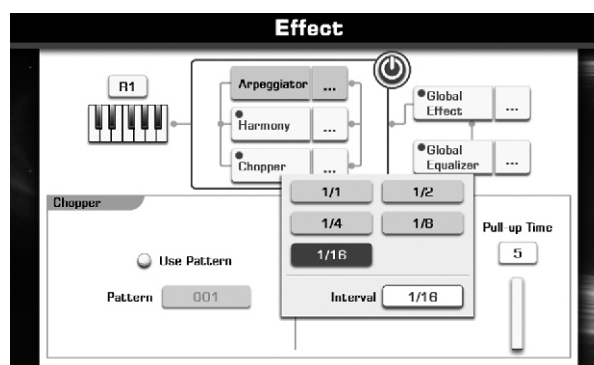 Effect
R1
Arpeggiator ...
Global
Effect ...
Harmony ...
Chopper ...
Global
Equalizer ...
1/1 1/2
Chopper
1/4 1/8
Pull-up Time
1/16
5
Use Pattern
Pattern 001
Interval 1/16